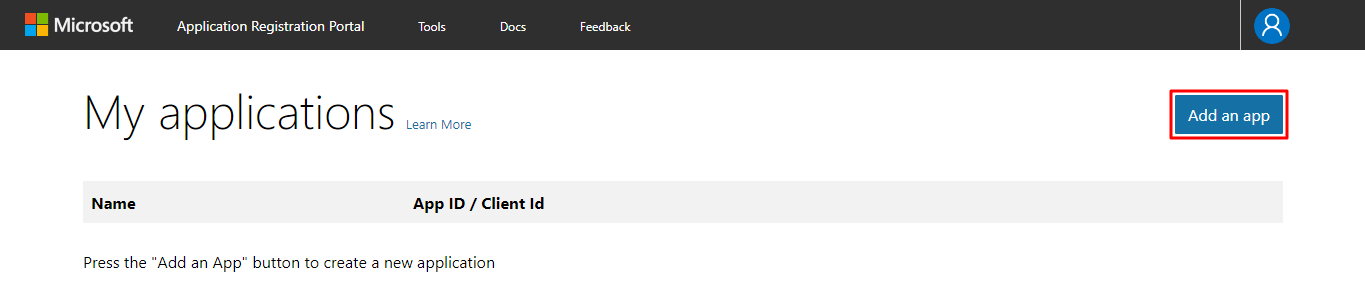 Microsoft Application Registration Portal Tools Docs Feedback
My applications Learn More
Add an app
Name App ID / Client Id
Press the "Add an App" button to create a new application